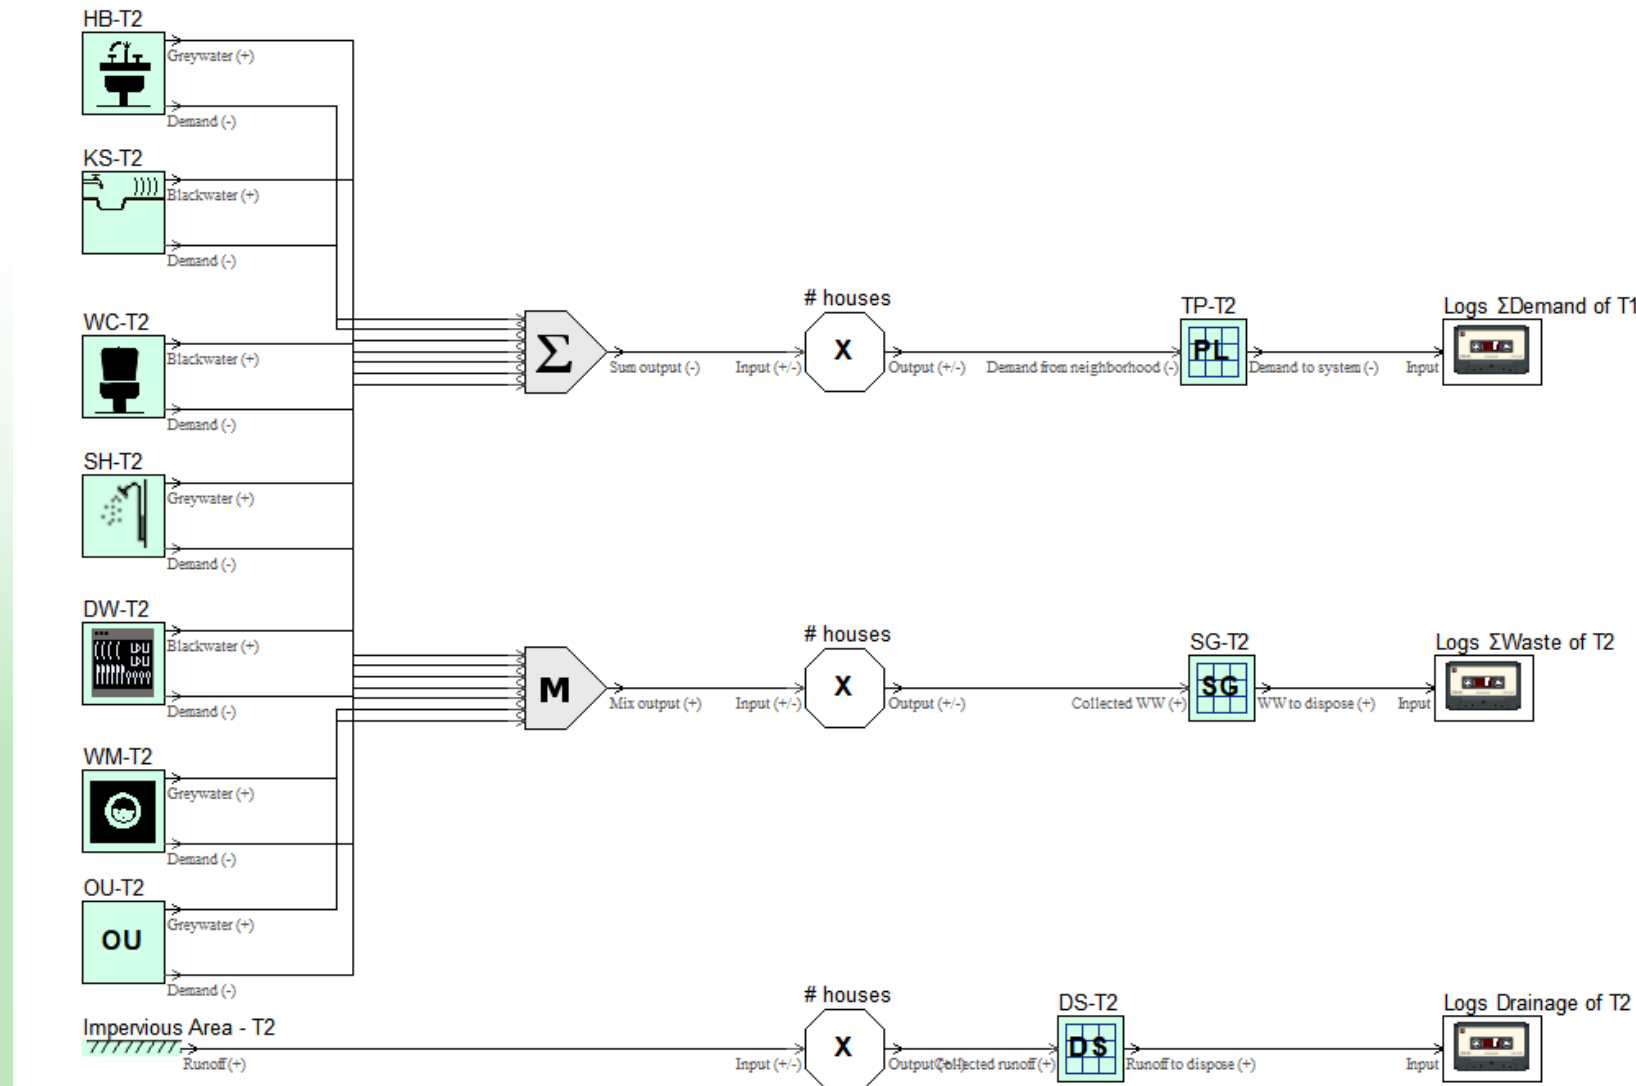 HB-T2
Greywater (+)
Demand (-)
KS-T2
Blackwater (+)
Demand (-)
WC-T2
Blackwater (+)
Demand (-)
SH-T2
Greywater (+)
Demand (-)
DW-T2
Blackwater (+)
Demand (-)
WM-T2
Greywater (+)
Demand (-)
OU-T2
OU
Greywater (+)
Demand (-)
Impervious Area - T2
Runoff (+)
Σ
Sum output (-)
# houses
X
Input (+/-)
Output (+/-)
Demand from neighborhood (-)
TP-T2
PL
Demand to system (-)
Logs ΣDemand of T1
Input
M
Mix output (+)
# houses
X
Input (+/-)
Output (+/-)
Collected WW (+)
SG-T2
SG
WW to dispose (+)
Logs ΣWaste of T2
Input
# houses
X
Input (+/-)
Output (+/-)
Collected runoff (+)
DS-T2
DS
Runoff to dispose (+)
Logs Drainage of T2
Input